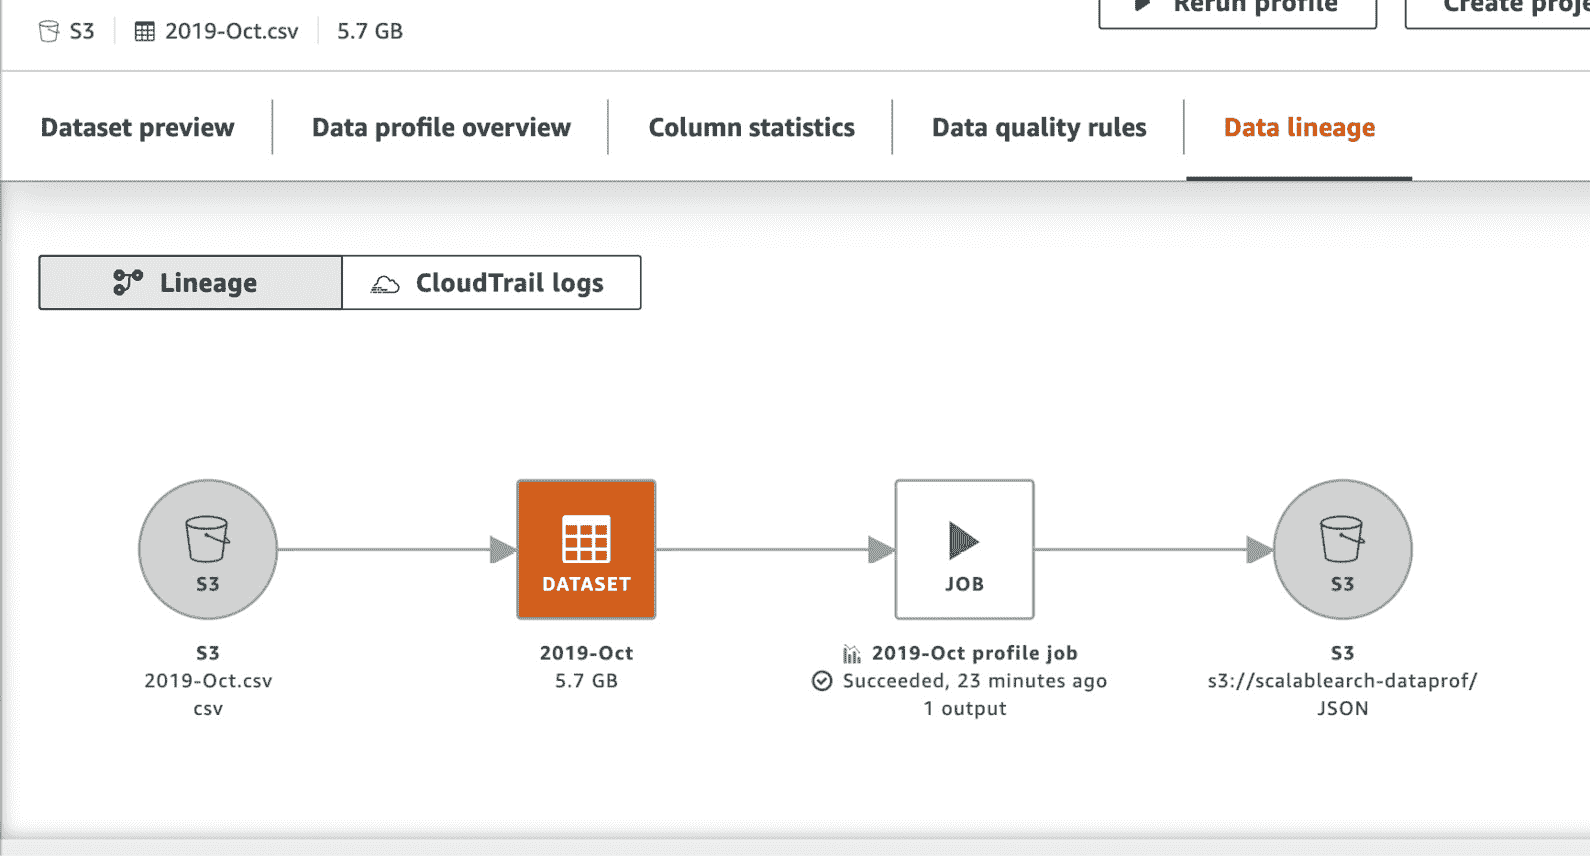 Rerun profile
Create proje
S3 2019-Oct.csv 5.7 GB
Dataset preview Data profile overview Column statistics Data quality rules Data lineage
Lineage CloudTrail logs
S3 DATASET JOB S3
S3 2019-Oct 2019-Oct profile job S3
2019-Oct.csv 5.7 GB Succeeded, 23 minutes ago s3://scalablearch-dataprof/
csv 1 output JSON